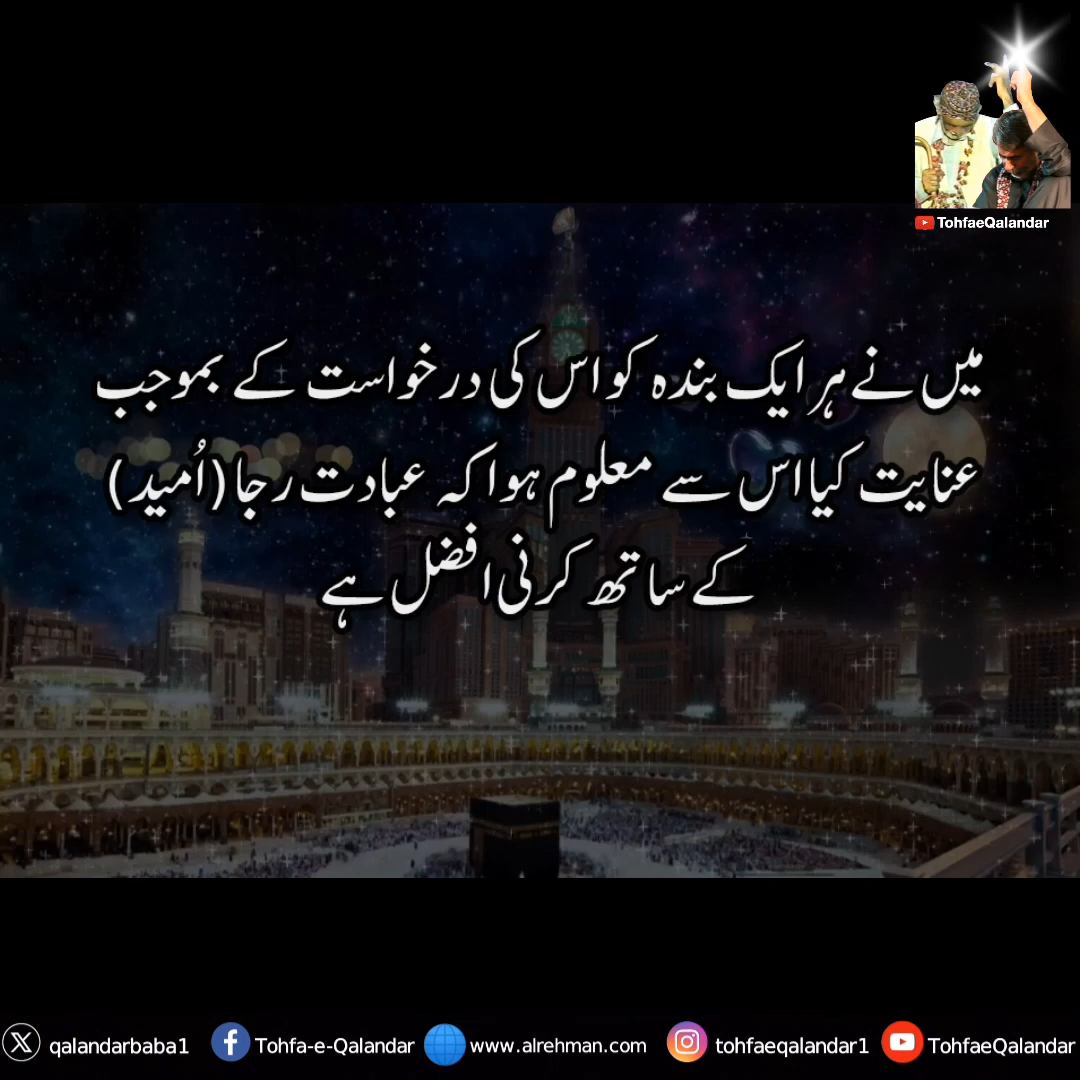 TohfaeQalandar
میں نے ہر ایک بندہ کو اس کی درخواست کے بموجب
عنایت کیا اس سے معلوم ہوا کہ عبادت رجا (اُمید)
کے ساتھ کرنی افضل ہے
qalandarbaba1 Tohfa-e-Qalandar www.alrehman.com tohfaeqalandar1 TohfaeQalandar